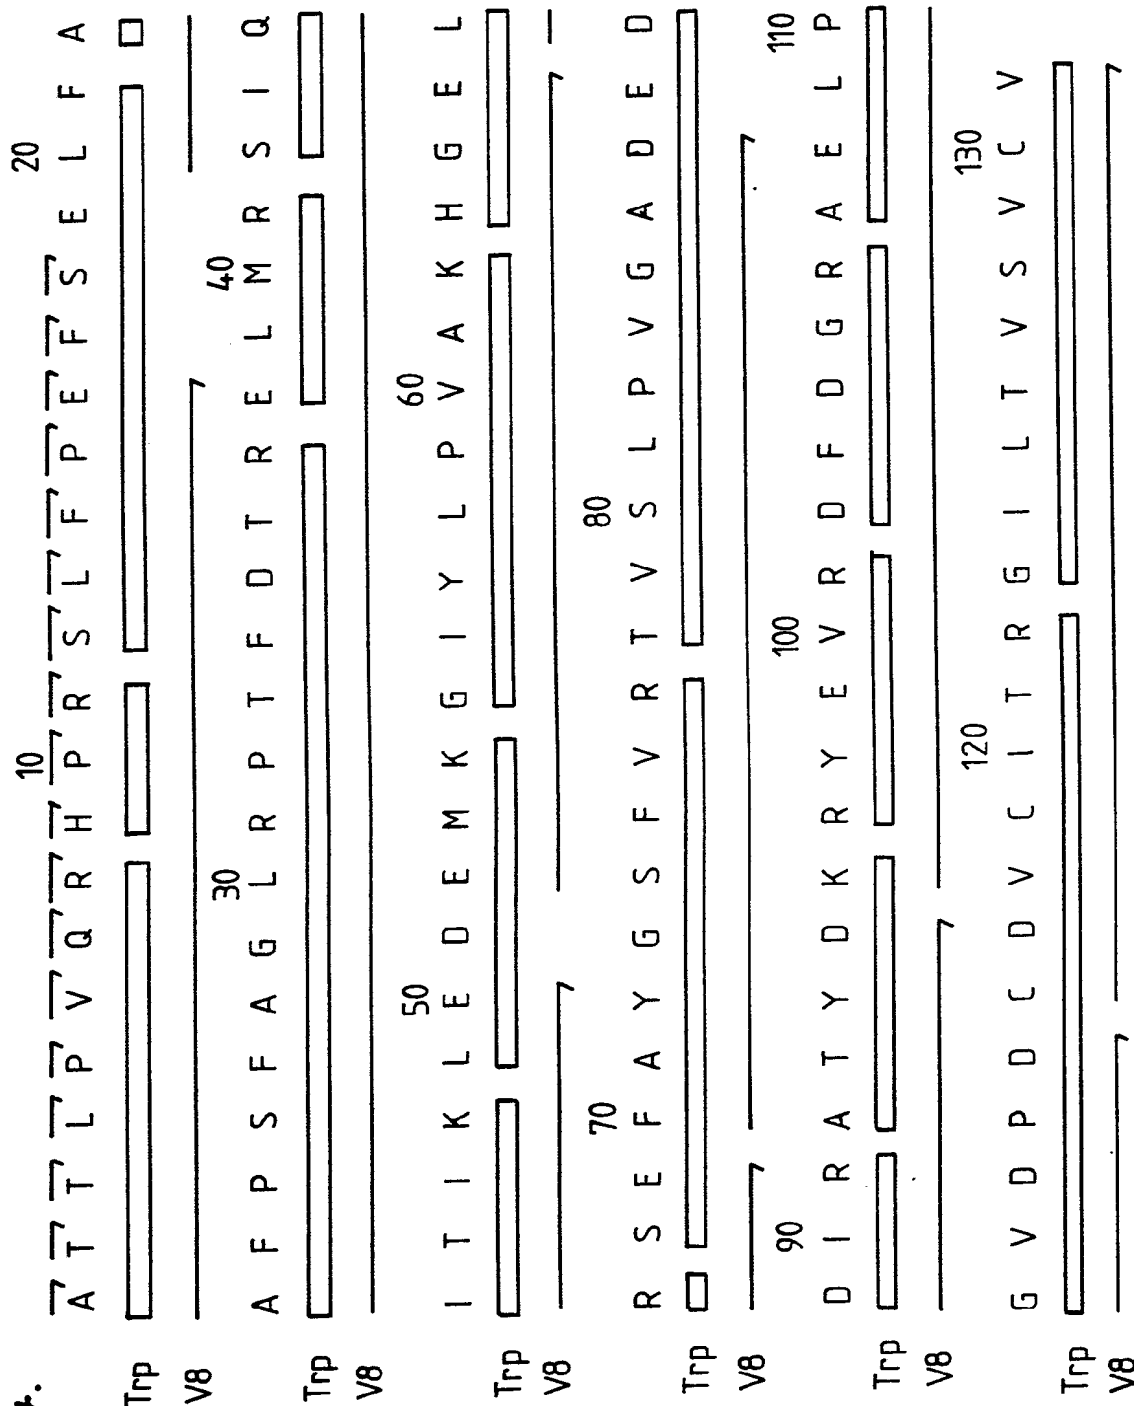 10 20
A T T L P V Q R H P R S L F P E F S E L F A
Trp
V8
30 40
A F P S F A G L R P T F D T R E L M R S I Q
Trp
V8
50 60
I T I K L E D E M K G I Y L P V A K H G E L
Trp
V8
70 80
R S E F A Y G S F V R T V S L P V G A D E D
Trp
V8
90 100 110
D I R A T Y D K R Y E V R D F D G R A E L P
Trp
V8
120 130
G V D P D C D V C I T R G I L T V S V C V
Trp
V8